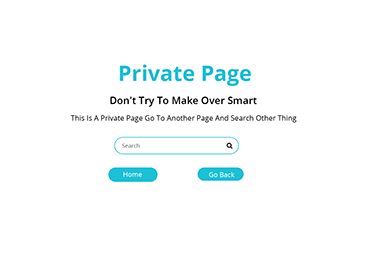 Private Page
Don't Try To Make Over Smart
This Is A Private Page Go To Another Page And Search Other Thing
Search
Home
Go Back